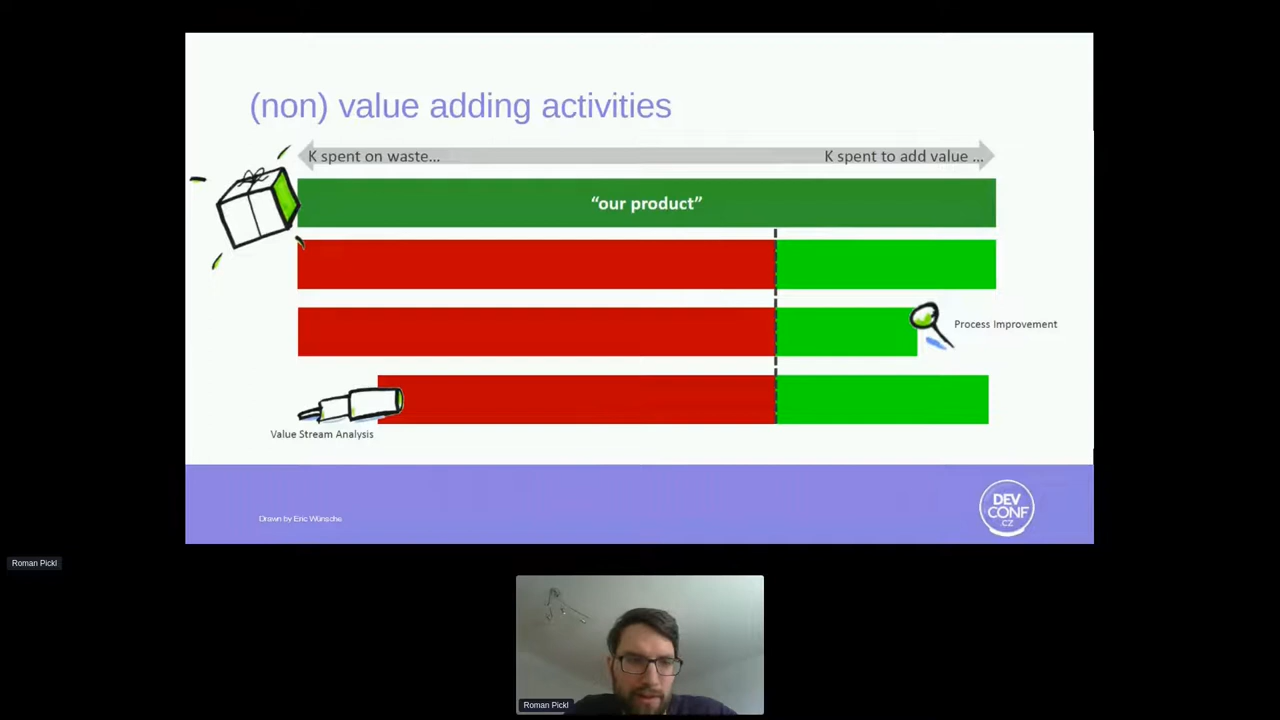 (non) value adding activities
K spent on waste...
K spent to add value ...
“our product”
Process Improvement
Value Stream Analysis
Drawn by Eric Wünsche
DEV
CONF
.CZ
Roman Pickl
Roman Pickl